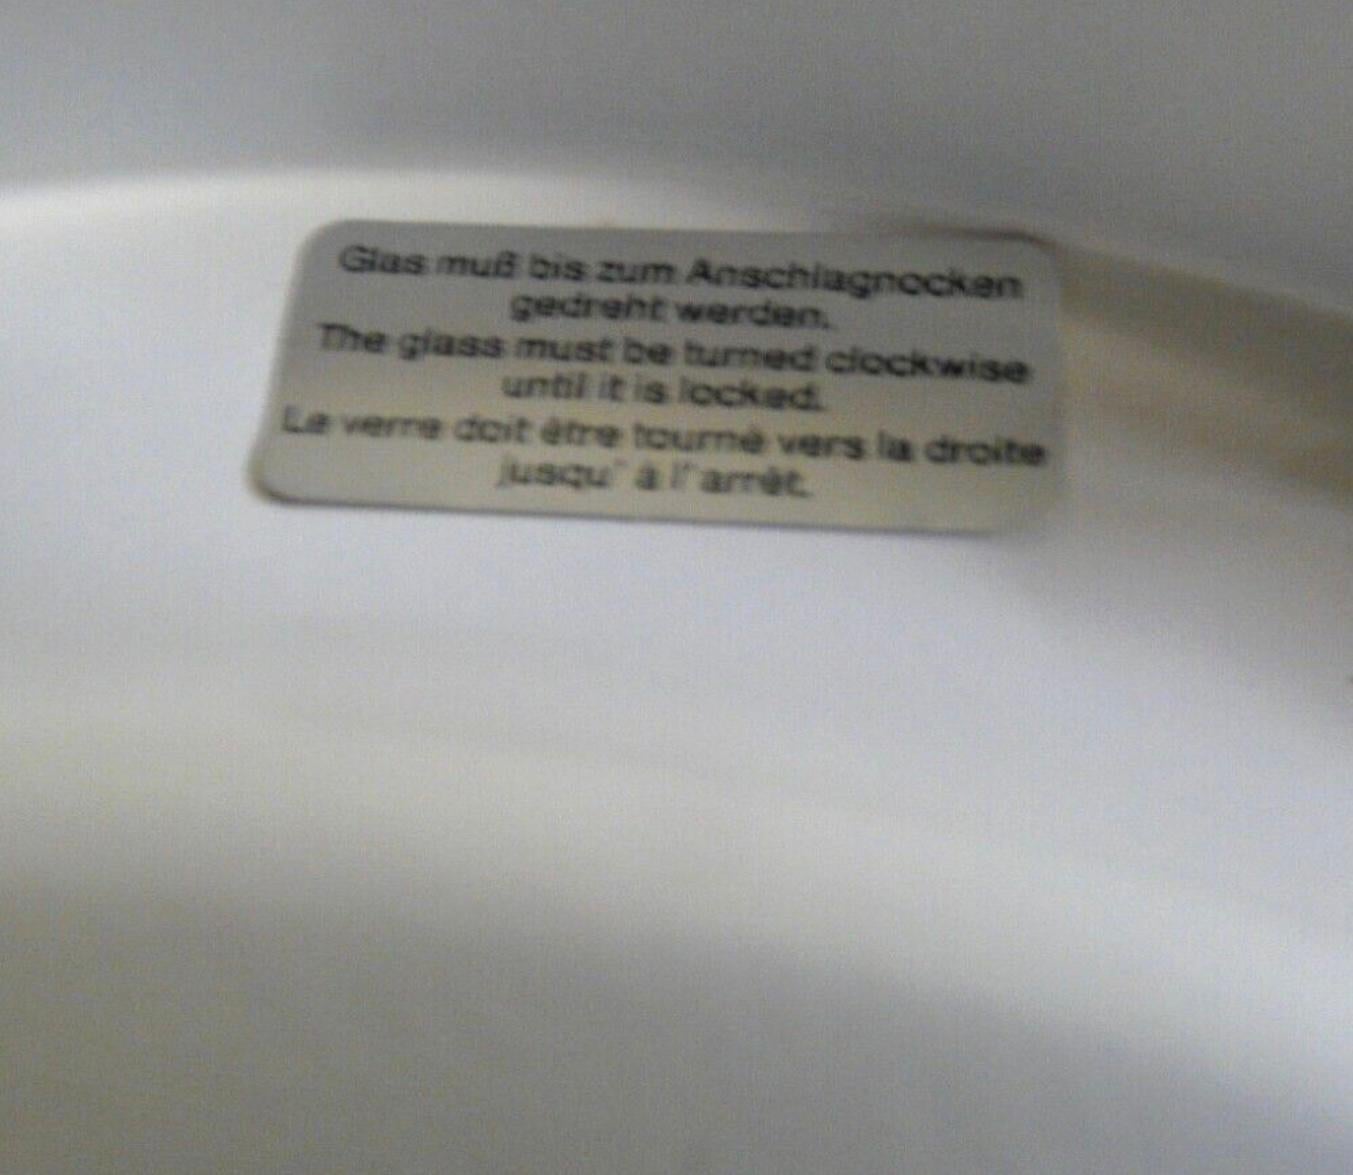 Glas muß bis zum Anschlagnocken
gedreht werden.
The glass must be turned clockwise
until it is locked.
Le verre doit être tourné vers la droite
jusqu' à l' arrêt.